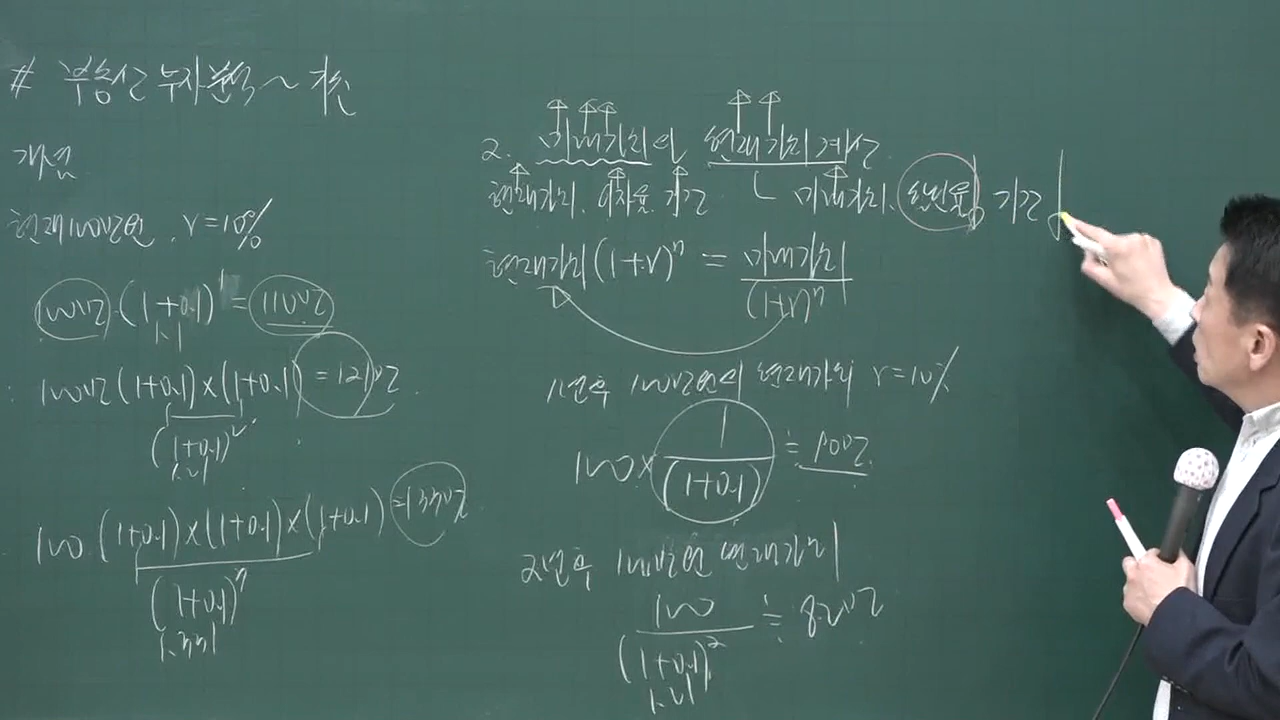 # 부동산 투자분석 ~ 核
개념
현재 100만원, r = 10%
100만 · (1+0.1)¹ = 110만
1.1
100만 (1+0.1) × (1+0.1) = 121만
(1+0.1)²
1.21
100 · (1+0.1) × (1+0.1) × (1+0.1) = 133만
(1+0.1)ⁿ
1.331
2. 미래가치의 현재가치계산
현재가치, 이자율, 기간 ㄴ 미래가치, 할인율 기간
현재가치 (1+r)ⁿ = 미래가치 / (1+r)ⁿ
1년후 100만원의 현재가치 r = 10%
100 × 1 / (1+0.1) ≒ 90만
2년후 100만원 현재가치
100 / (1+0.1)² ≒ 82만
1.21